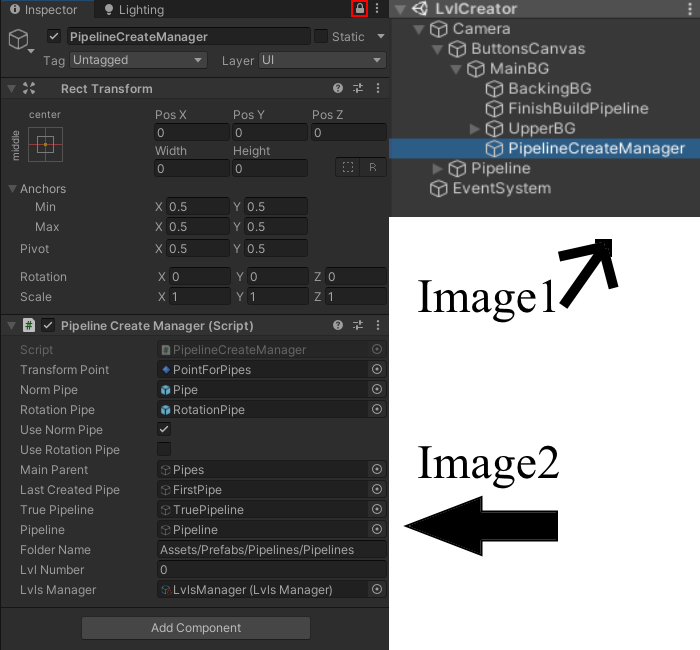 Inspector
Lighting
PipelineCreateManager
Static
Tag Untagged Layer UI
Rect Transform
center
middle
Pos X Pos Y Pos Z
0 0 0
Width Height
0 0
R
Anchors
Min X 0.5 Y 0.5
Max X 0.5 Y 0.5
Pivot X 0.5 Y 0.5
Rotation X 0 Y 0 Z 0
Scale X 1 Y 1 Z 1
# Pipeline Create Manager (Script)
Script PipelineCreateManager
Transform Point PointForPipes
Norm Pipe Pipe
Rotation Pipe RotationPipe
Use Norm Pipe
Use Rotation Pipe
Main Parent Pipes
Last Created Pipe FirstPipe
True Pipeline TruePipeline
Pipeline Pipeline
Folder Name Assets/Prefabs/Pipelines/Pipelines
Lvl Number 0
Lvls Manager LvlsManager (Lvls Manager)
Add Component
LvlCreator
Camera
ButtonsCanvas
MainBG
BackingBG
FinishBuildPipeline
UpperBG
PipelineCreateManager
Pipeline
EventSystem
Image1
Image2